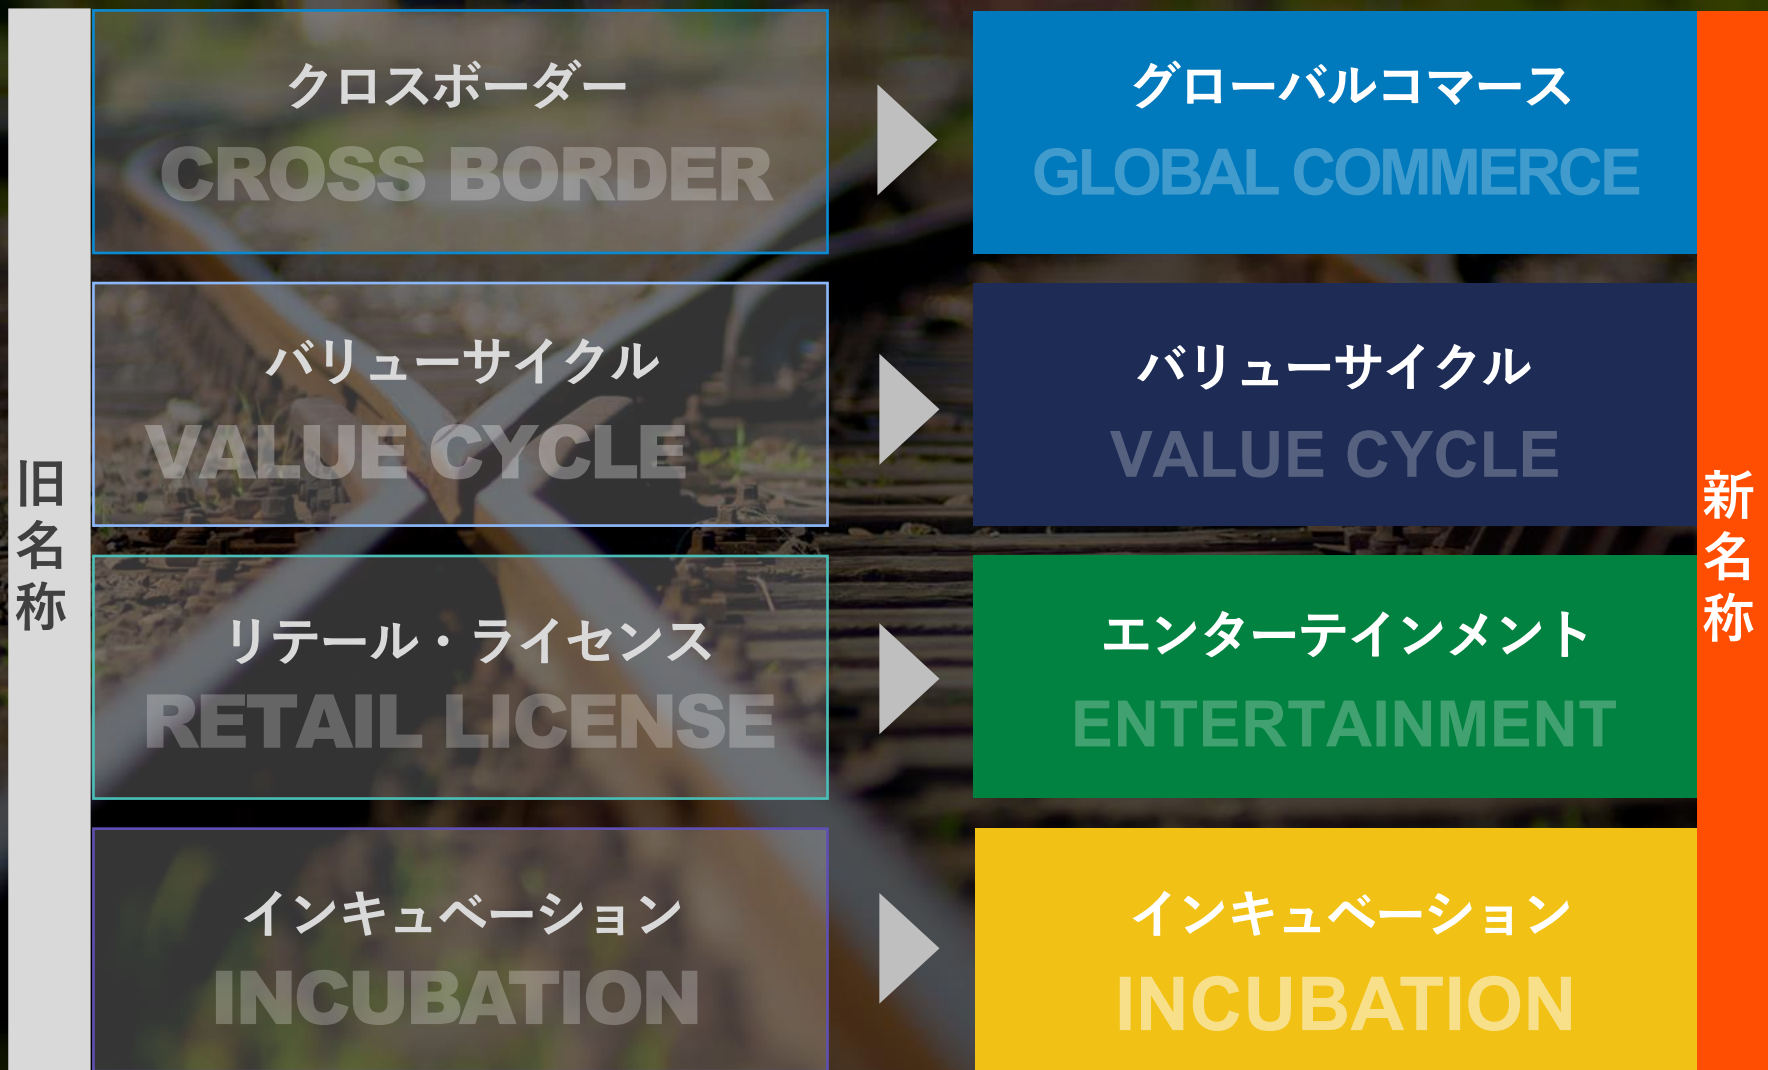 旧名称
クロスボーダー
CROSS BORDER
グローバルコマース
GLOBAL COMMERCE
バリューサイクル
VALUE CYCLE
バリューサイクル
VALUE CYCLE
リテール・ライセンス
RETAIL LICENSE
エンターテインメント
ENTERTAINMENT
インキュベーション
INCUBATION
インキュベーション
INCUBATION
新名称